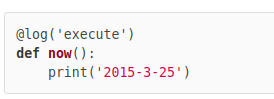 @log('execute')
def now():
    print('2015-3-25')